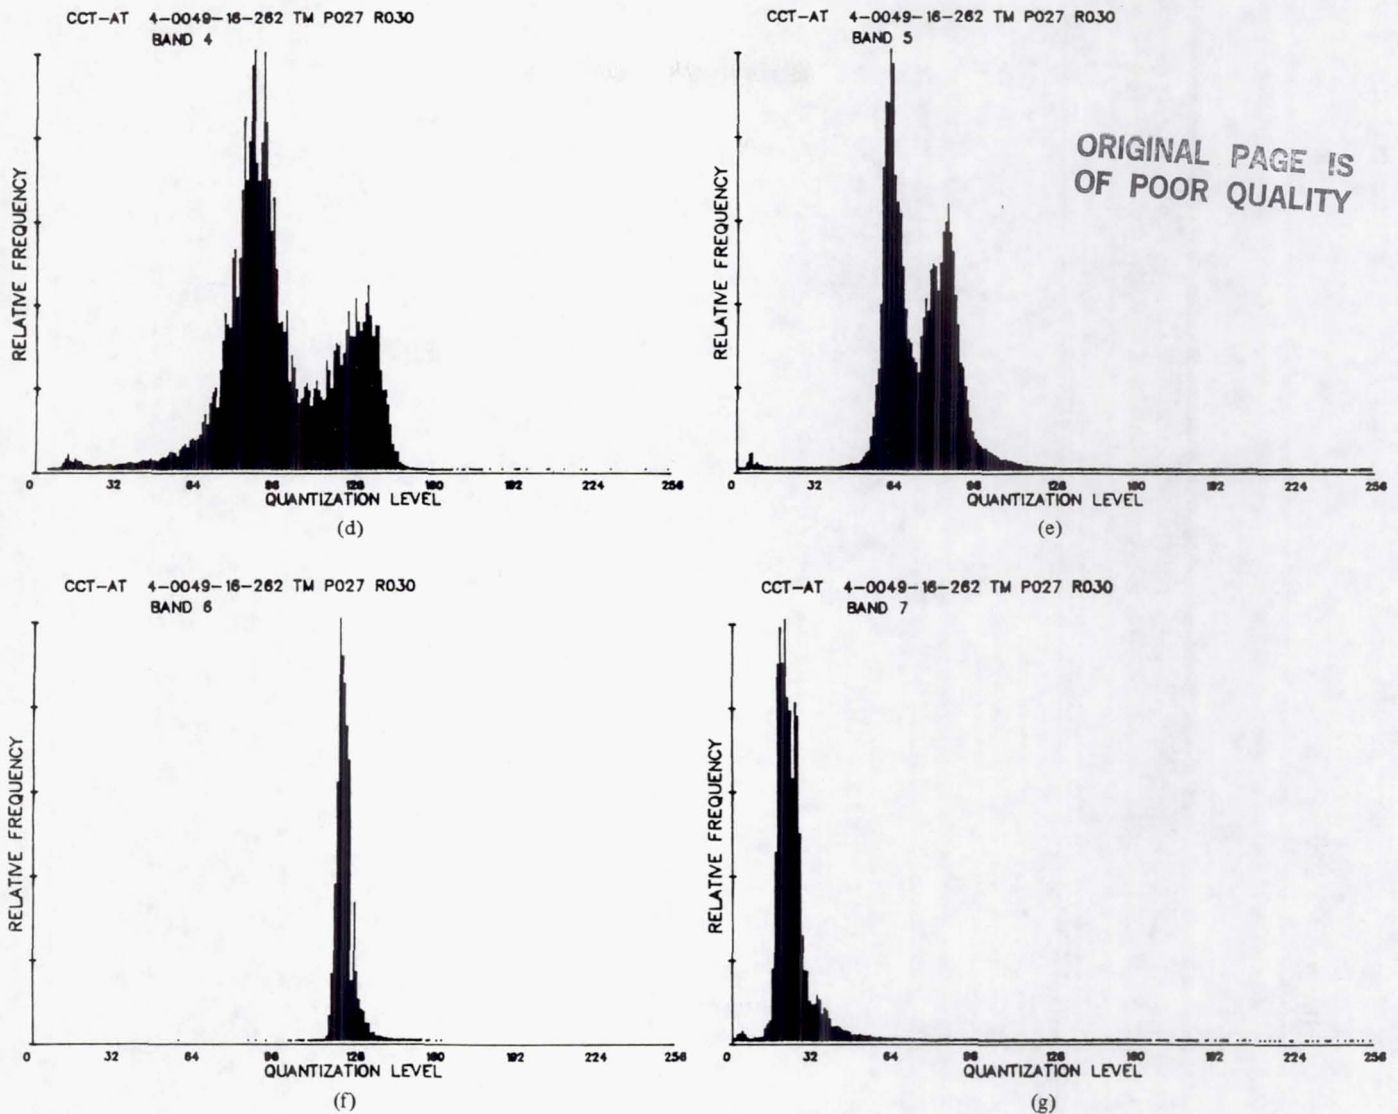 CCT-AT 4-0049-16-262 TM P027 R030
BAND 4
RELATIVE FREQUENCY
0 32 64 96 128 160 192 224 256
QUANTIZATION LEVEL
(d)
CCT-AT 4-0049-16-262 TM P027 R030
BAND 5
ORIGINAL PAGE IS
OF POOR QUALITY
RELATIVE FREQUENCY
0 32 64 96 128 160 192 224 256
QUANTIZATION LEVEL
(e)
CCT-AT 4-0049-16-262 TM P027 R030
BAND 6
RELATIVE FREQUENCY
0 32 64 96 128 160 192 224 256
QUANTIZATION LEVEL
(f)
CCT-AT 4-0049-16-262 TM P027 R030
BAND 7
RELATIVE FREQUENCY
0 32 64 96 128 160 192 224 256
QUANTIZATION LEVEL
(g)